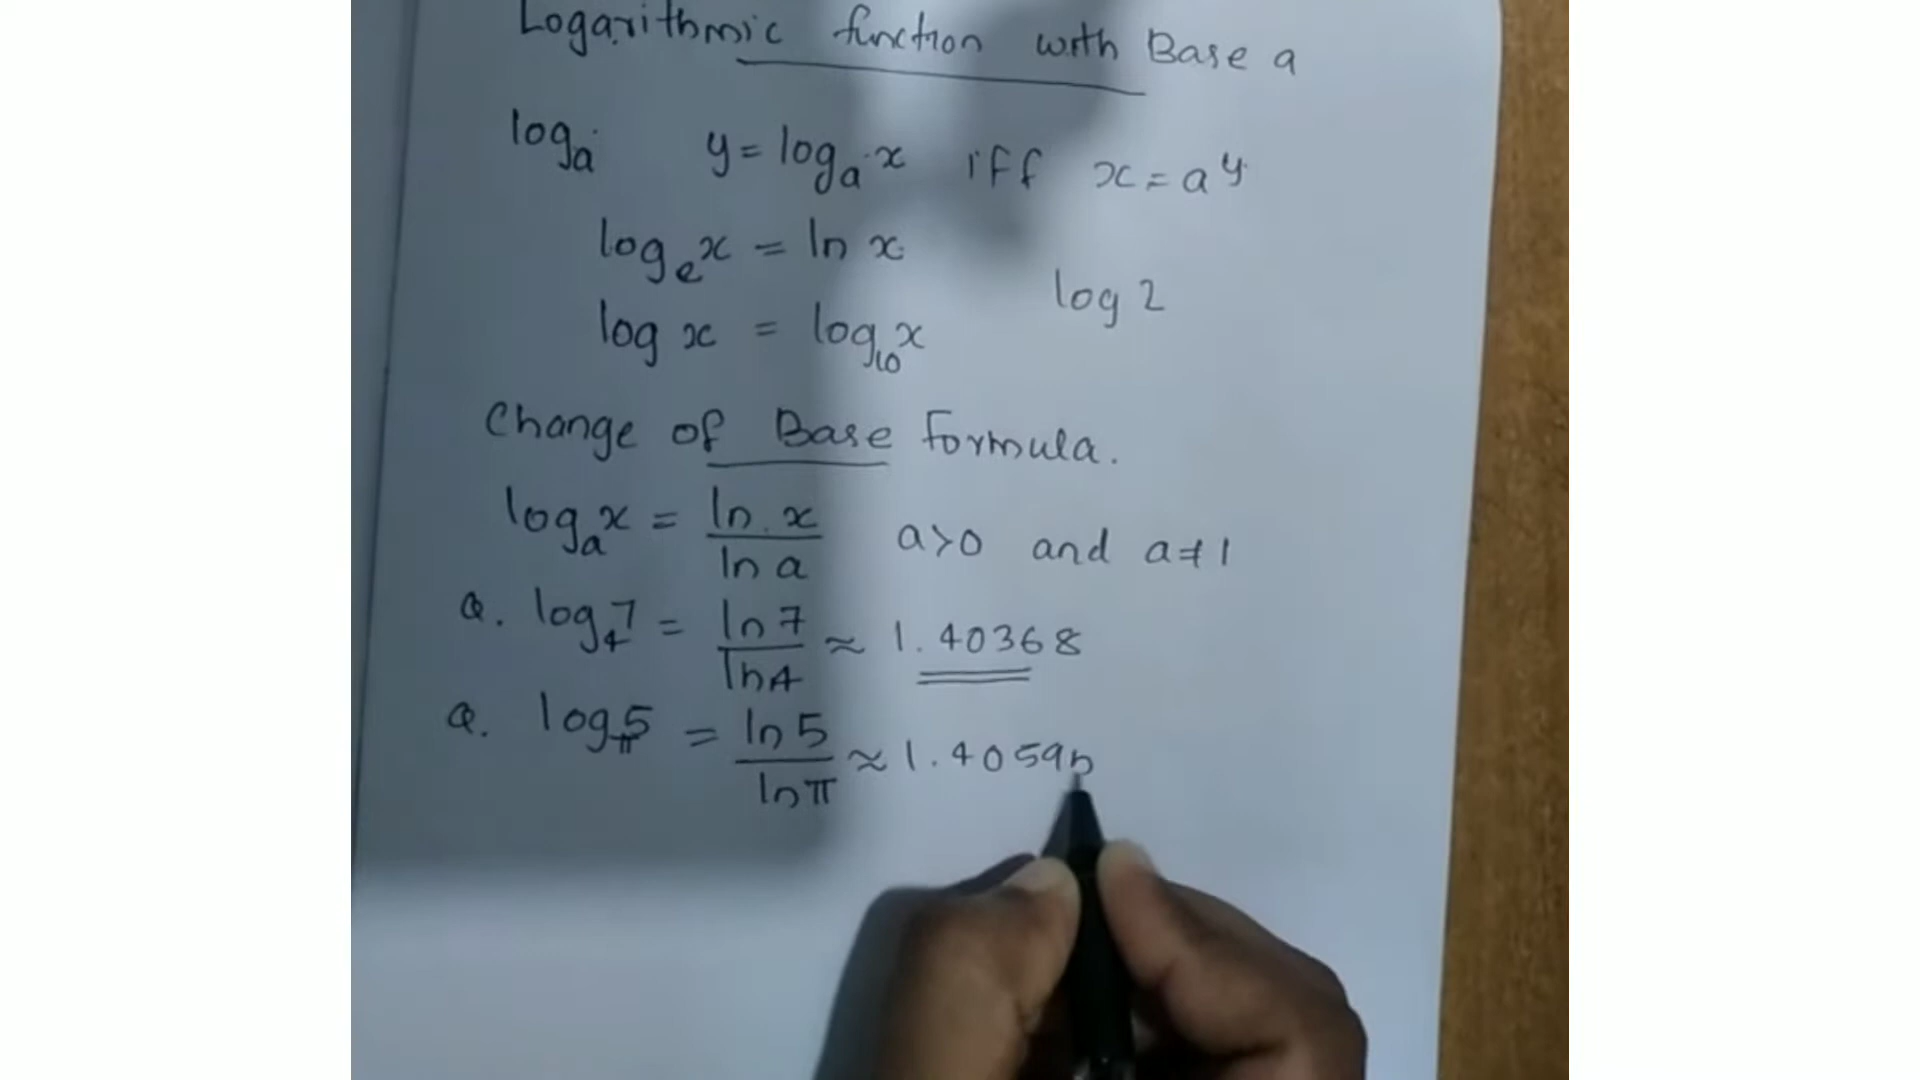 Logarithmic function with Base a
logₐ y = logₐ x iff x = a^y
logₑ x = ln x
log 2
log x = log₁₀ x
Change of Base formula.
logₐ x = ln x / ln a a>0 and a≠1
Q. log₄ 7 = ln 7 / ln 4 ≈ 1.40368
Q. log_π 5 = ln 5 / ln π ≈ 1.4059